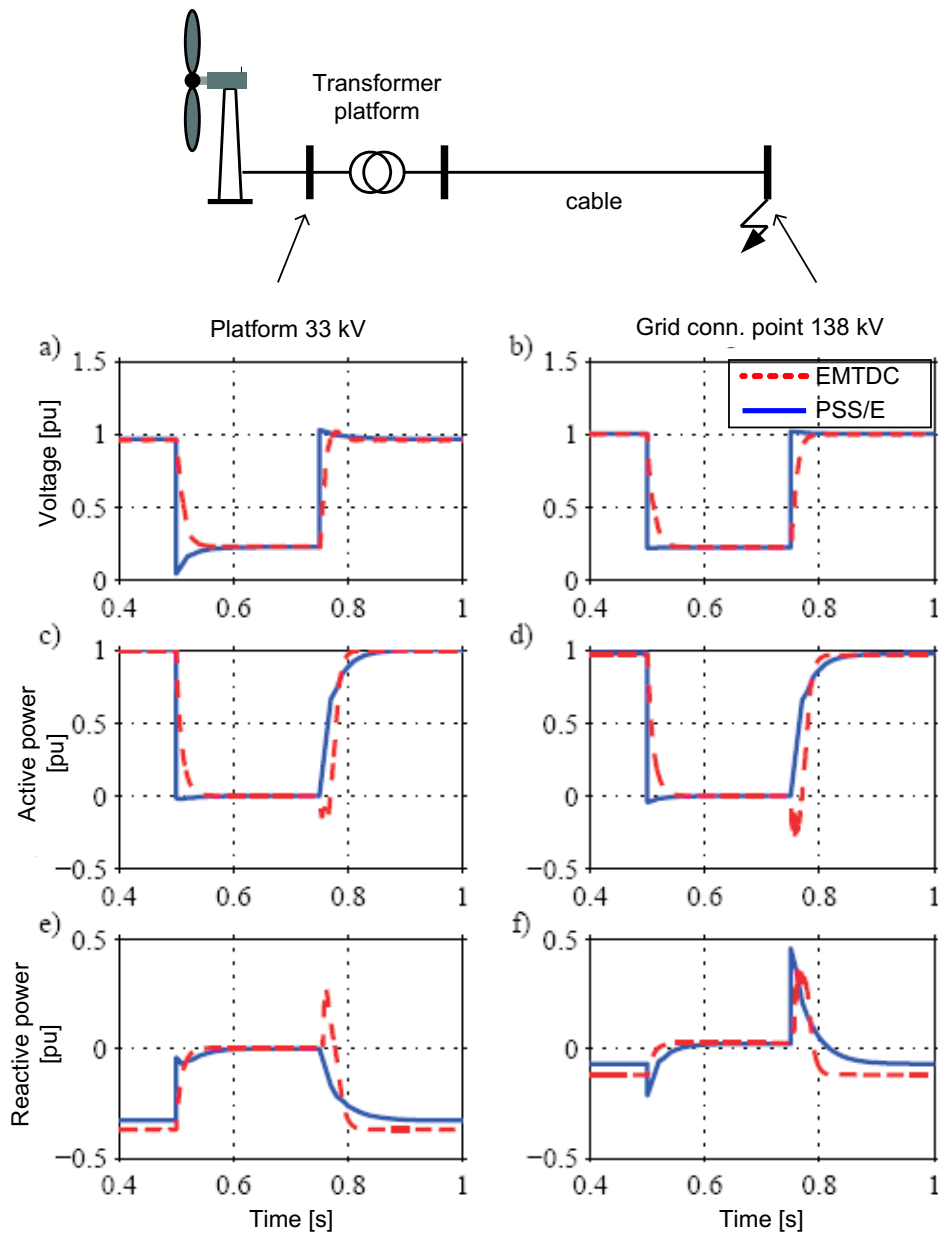 Transformer
platform
cable
Platform 33 kV
Grid conn. point 138 kV
a)
b)
EMTDC
PSS/E
Voltage [pu]
1.5
1
0.5
0
0.4
0.6
0.8
1
1.5
1
0.5
0
0.4
0.6
0.8
1
c)
d)
Active power
[pu]
1
0.5
0
−0.5
0.4
0.6
0.8
1
1
0.5
0
−0.5
0.4
0.6
0.8
1
e)
f)
Reactive power
[pu]
0.5
0
−0.5
0.4
0.6
0.8
1
0.5
0
−0.5
0.4
0.6
0.8
1
Time [s]
Time [s]